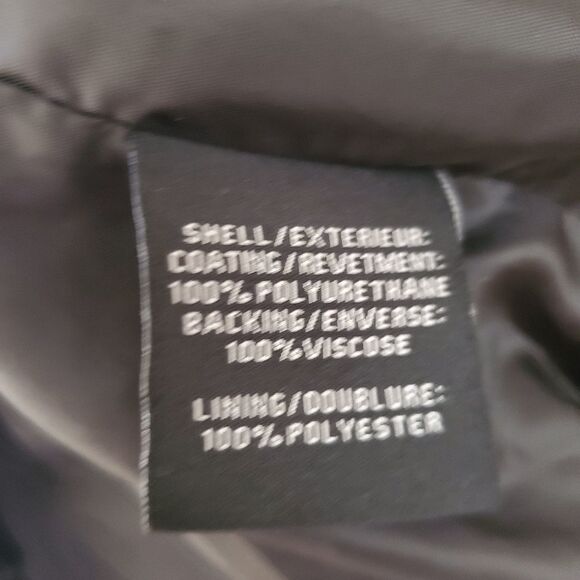 SHELL/EXTERIEUR:
COATING/REVETMENT:
100% POLYURETHANE
BACKING/ENVERSE:
100% VISCOSE
LINING/DOUBLURE:
100% POLYESTER